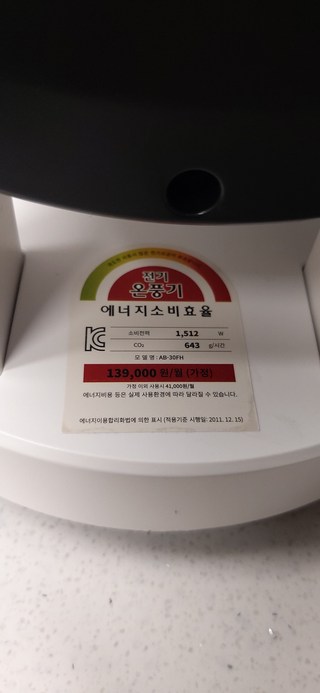 전기
온풍기
에너지소비효율
소비전력 1,512 W
CO₂ 643 g/시간
모 델 명 : AB-30FH
139,000 원/월 (가정)
가정 이외 사용시 41,000원/월
에너지비용 등은 실제 사용환경에 따라 달라질 수 있습니다.
에너지이용합리화법에 의한 표시 (적용기준 시행일: 2011. 12. 15)